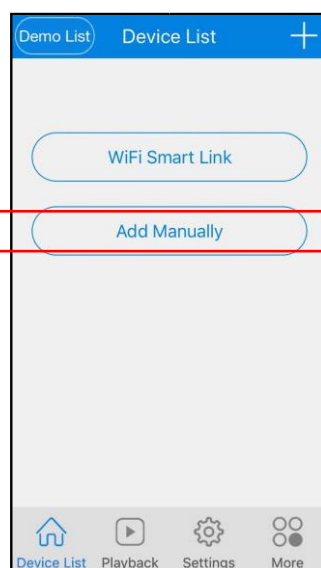 Demo List Device List
WiFi Smart Link
Add Manually
Device List Playback Settings More